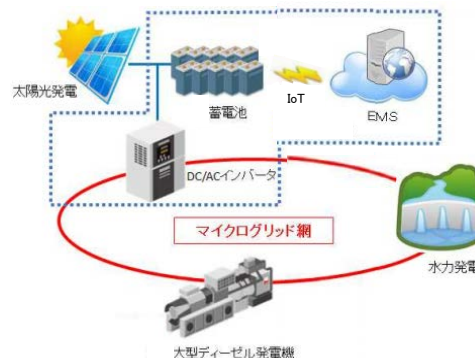 太陽光発電
蓄電池
IoT
EMS
DC/ACインバータ
マイクログリッド網
水力発電
大型ディーゼル発電機